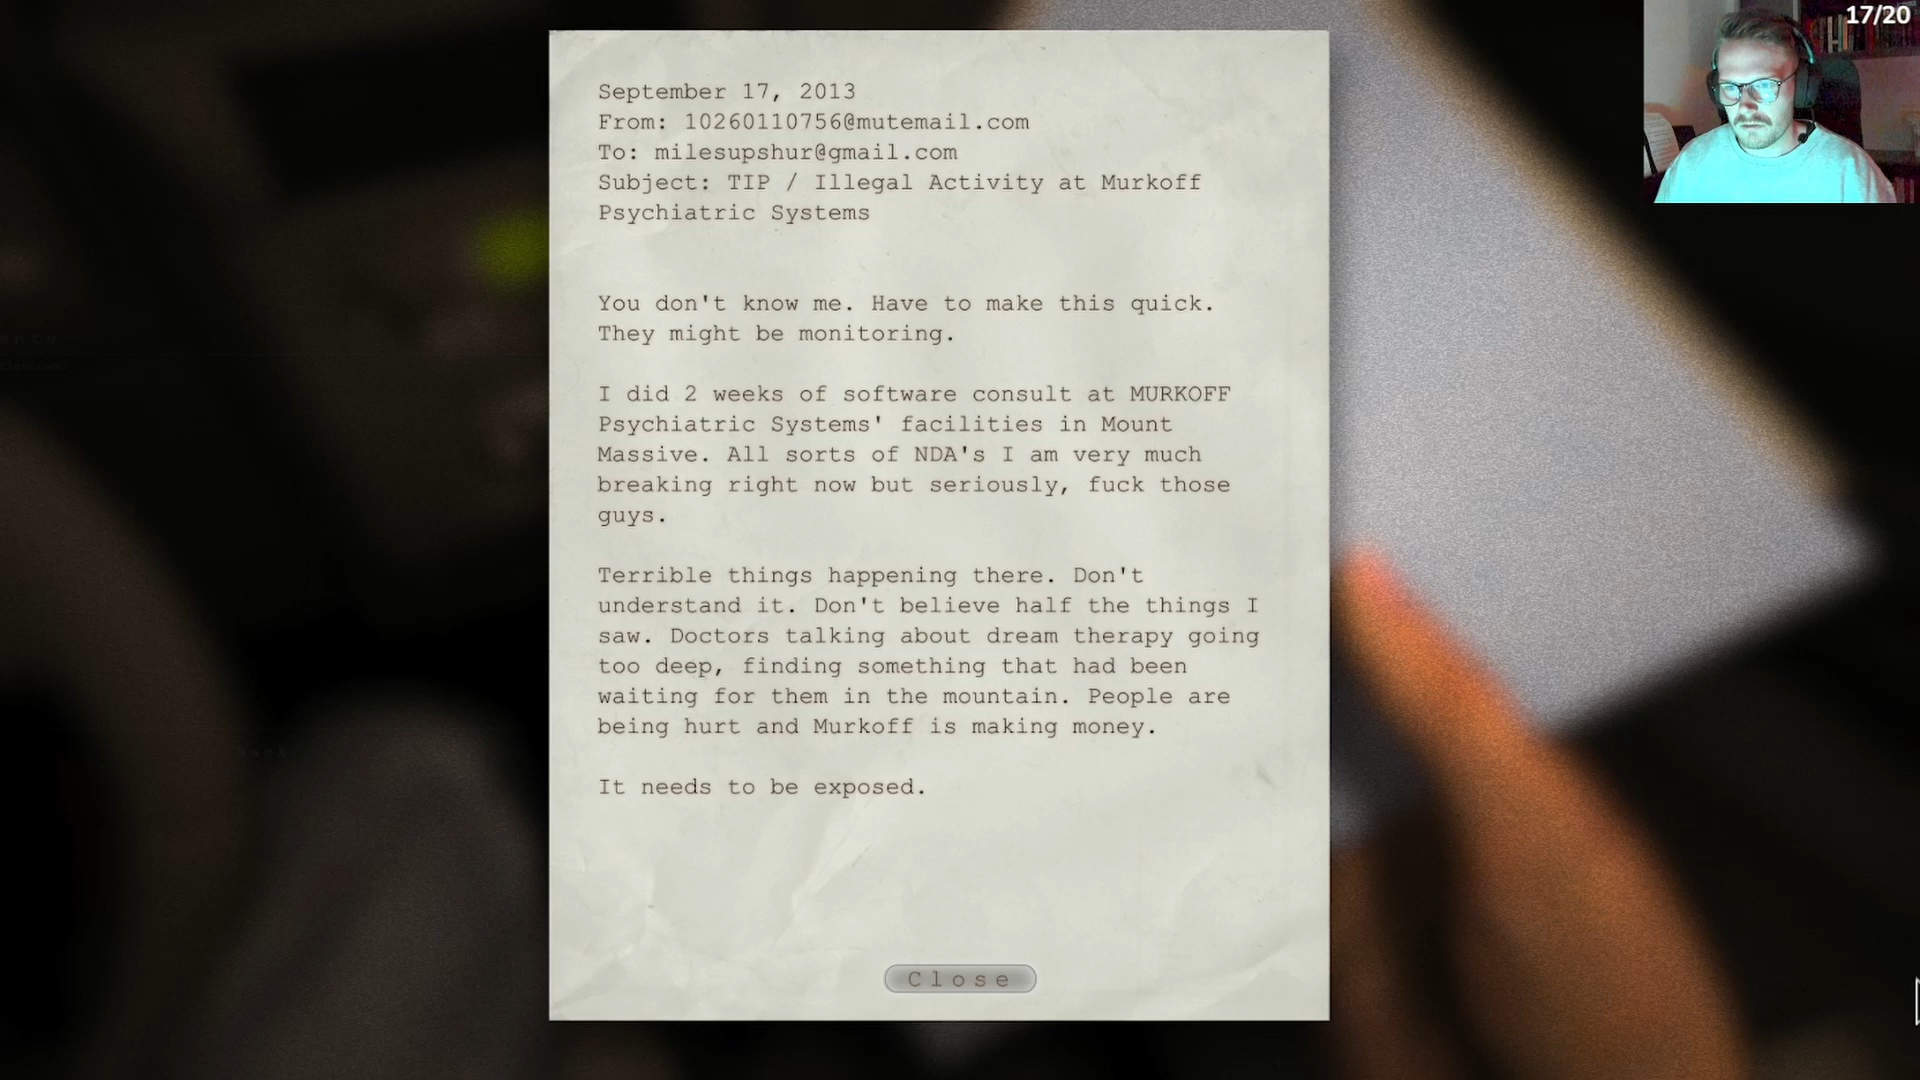 17/20
September 17, 2013
From: 10260110756@mutemail.com
To: milesupshur@gmail.com
Subject: TIP / Illegal Activity at Murkoff
Psychiatric Systems
You don't know me. Have to make this quick.
They might be monitoring.
I did 2 weeks of software consult at MURKOFF
Psychiatric Systems' facilities in Mount
Massive. All sorts of NDA's I am very much
breaking right now but seriously, fuck those
guys.
Terrible things happening there. Don't
understand it. Don't believe half the things I
saw. Doctors talking about dream therapy going
too deep, finding something that had been
waiting for them in the mountain. People are
being hurt and Murkoff is making money.
It needs to be exposed.
Close